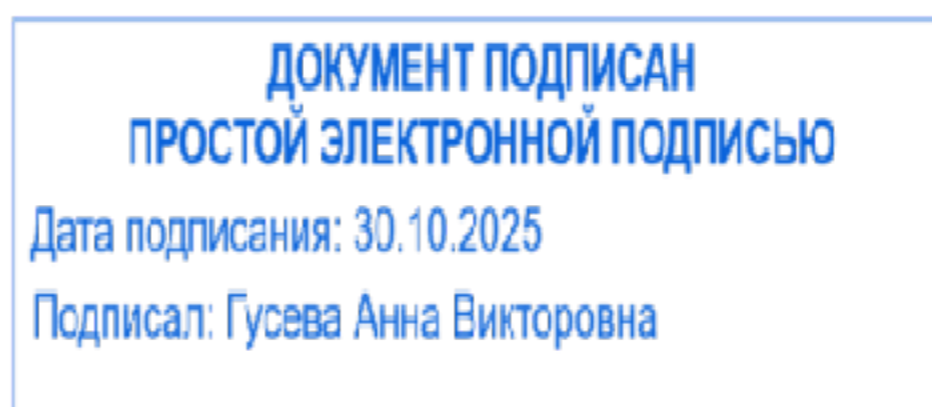 ДОКУМЕНТ ПОДПИСАН
ПРОСТОЙ ЭЛЕКТРОННОЙ ПОДПИСЬЮ
Дата подписания: 30.10.2025
Подписал: Гусева Анна Викторовна